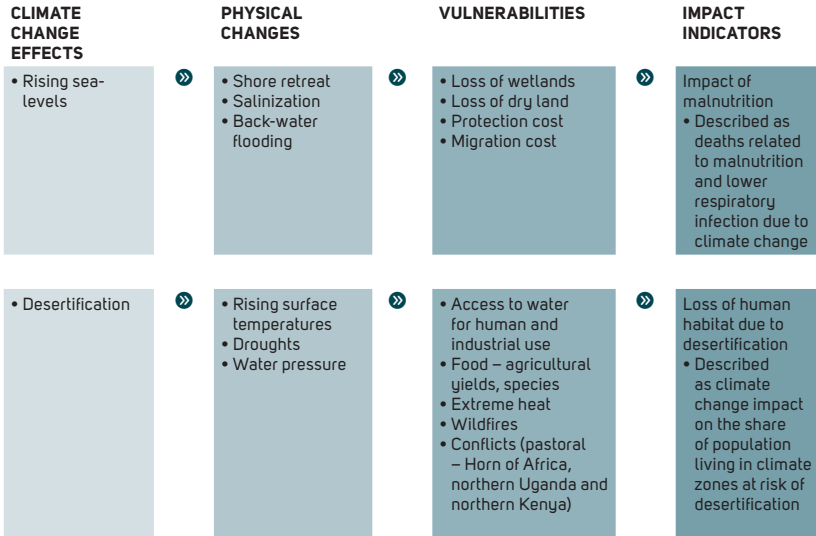 CLIMATE
CHANGE
EFFECTS
PHYSICAL
CHANGES
VULNERABILITIES
IMPACT
INDICATORS
• Rising sea-
levels
• Shore retreat
• Salinization
• Back-water
flooding
• Loss of wetlands
• Loss of dry land
• Protection cost
• Migration cost
Impact of
malnutrition
• Described as
deaths related
to malnutrition
and lower
respiratory
infection due to
climate change
• Desertification
• Rising surface
temperatures
• Droughts
• Water pressure
• Access to water
for human and
industrial use
• Food – agricultural
yields, species
• Extreme heat
• Wildfires
• Conflicts (pastoral
– Horn of Africa,
northern Uganda and
northern Kenya)
Loss of human
habitat due to
desertification
• Described
as climate
change impact
on the share
of population
living in climate
zones at risk of
desertification